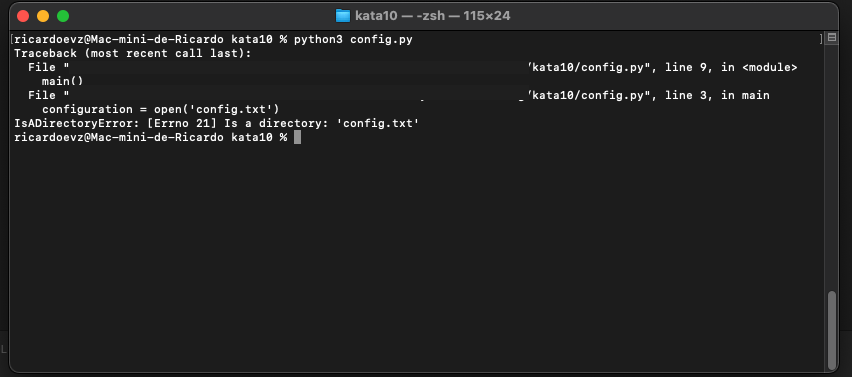 kata10 — -zsh — 115×24
[ricardoevz@Mac-mini-de-Ricardo kata10 % python3 config.py ]
Traceback (most recent call last):
  File " /kata10/config.py", line 9, in <module>
    main()
  File " /kata10/config.py", line 3, in main
    configuration = open('config.txt')
IsADirectoryError: [Errno 21] Is a directory: 'config.txt'
ricardoevz@Mac-mini-de-Ricardo kata10 %
L